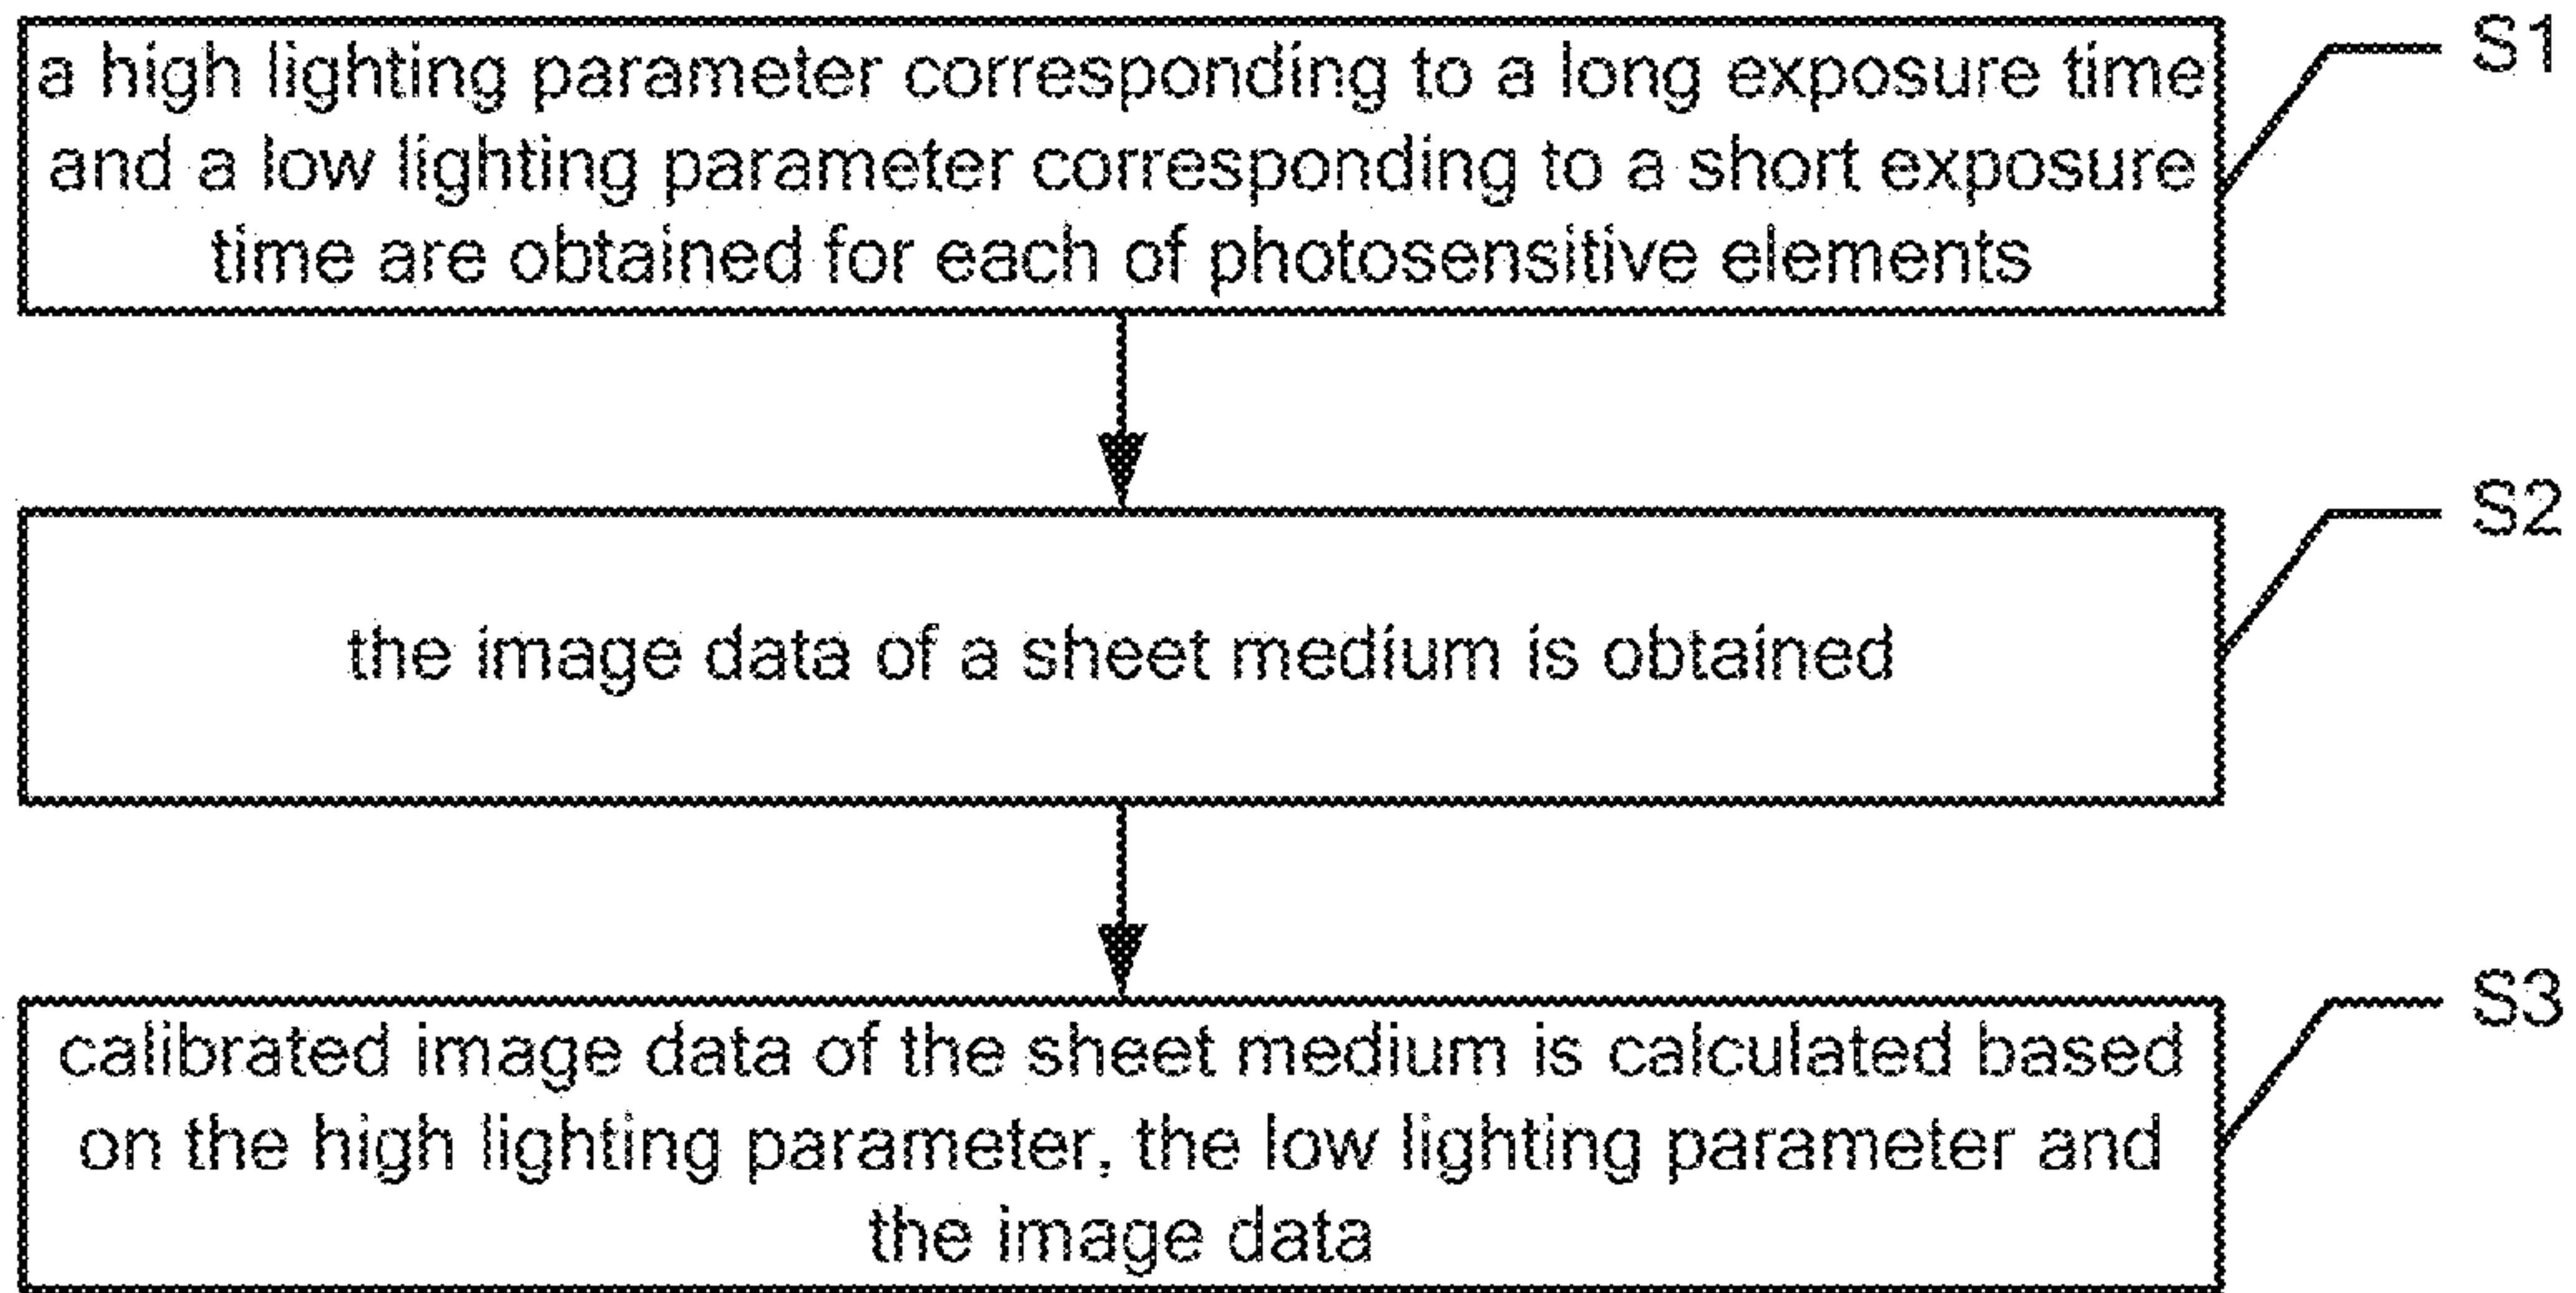 a high lighting parameter corresponding to a long exposure time
and a low lighting parameter corresponding to a short exposure
time are obtained for each of photosensitive elements
S1
the image data of a sheet medium is obtained
S2
calibrated image data of the sheet medium is calculated based
on the high lighting parameter, the low lighting parameter and
the image data
S3